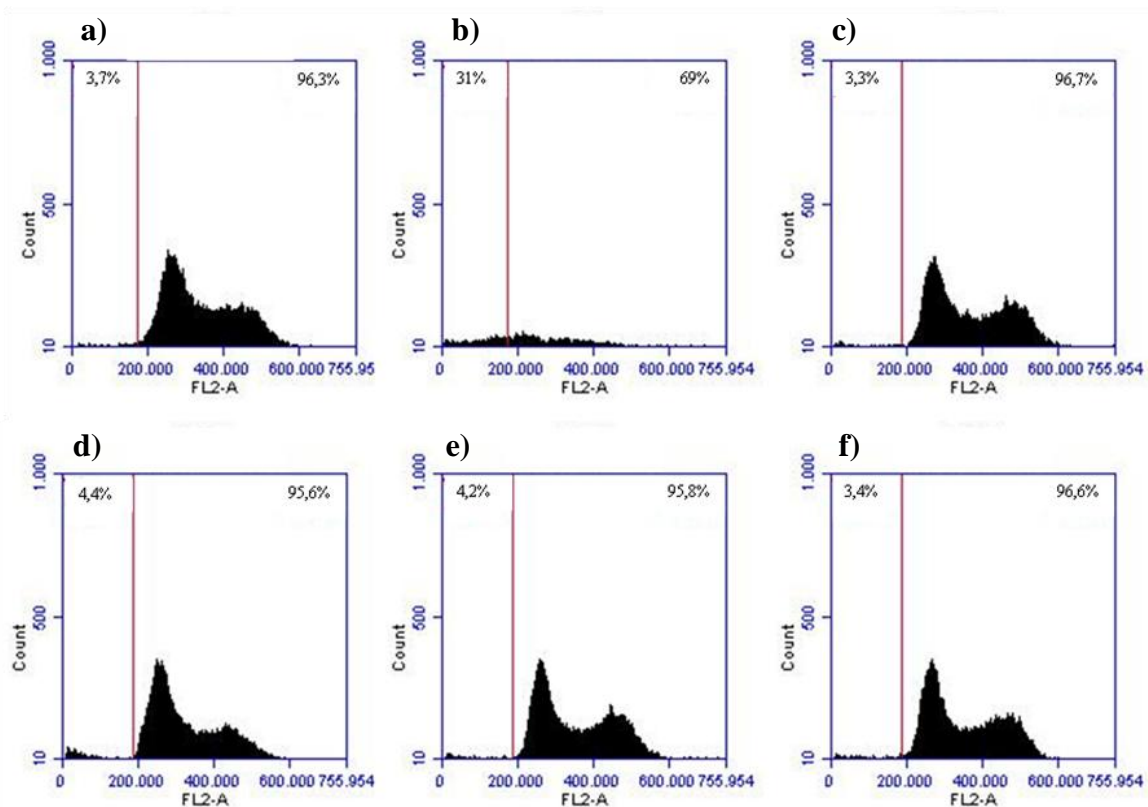 a) b) c)
1.000 3,7% 96,3% 1.000 31% 69% 1.000 3,3% 96,7%
500 500 500
Count Count Count
10 10 10
0 200.000 400.000 600.000 755.95 0 200.000 400.000 600.000 755.954 0 200.000 400.000 600.000 755.954
FL2-A FL2-A FL2-A
d) e) f)
1.000 4,4% 95,6% 1.000 4,2% 95,8% 1.000 3,4% 96,6%
500 500 500
Count Count Count
10 10 10
0 200.000 400.000 600.000 755.954 0 200.000 400.000 600.000 755.954 0 200.000 400.000 600.000 755.954
FL2-A FL2-A FL2-A